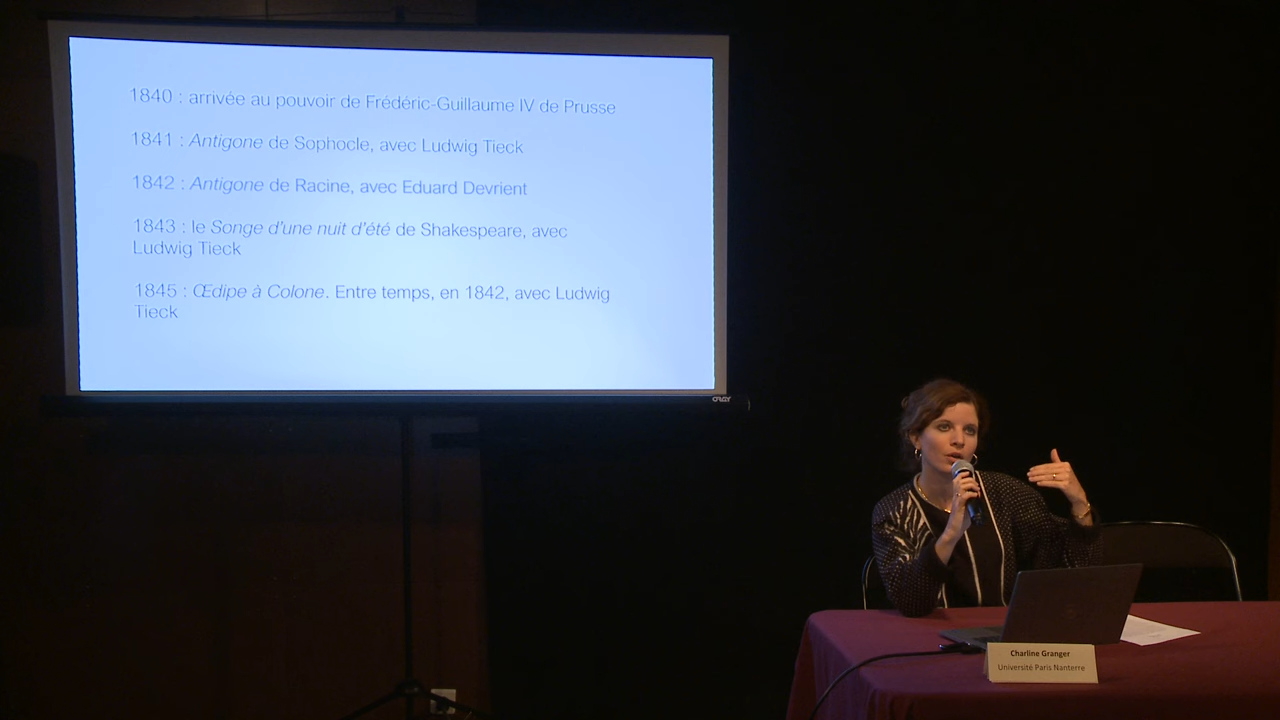 1840 : arrivée au pouvoir de Frédéric-Guillaume IV de Prusse
1841 : Antigone de Sophocle, avec Ludwig Tieck
1842 : Antigone de Racine, avec Eduard Devrient
1843 : le Songe d'une nuit d'été de Shakespeare, avec
Ludwig Tieck
1845 : Œdipe à Colone. Entre temps, en 1842, avec Ludwig
Tieck
ORAY
Charline Granger
Université Paris Nanterre